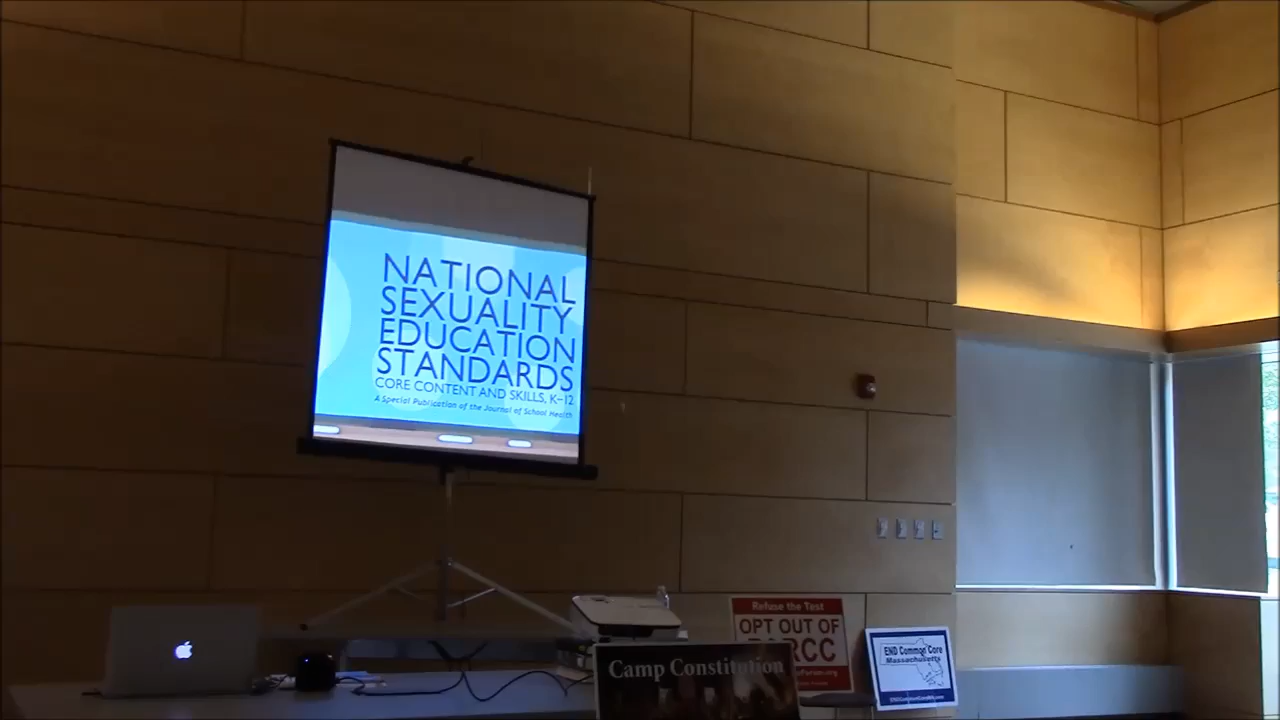 NATIONAL
SEXUALITY
EDUCATION
STANDARDS
CORE CONTENT AND SKILLS, K–12
A Special Publication of the Journal of School Health
Refuse the Test
OPT OUT OF
PARCC
Camp Constitution
END Common Core
Massachusetts